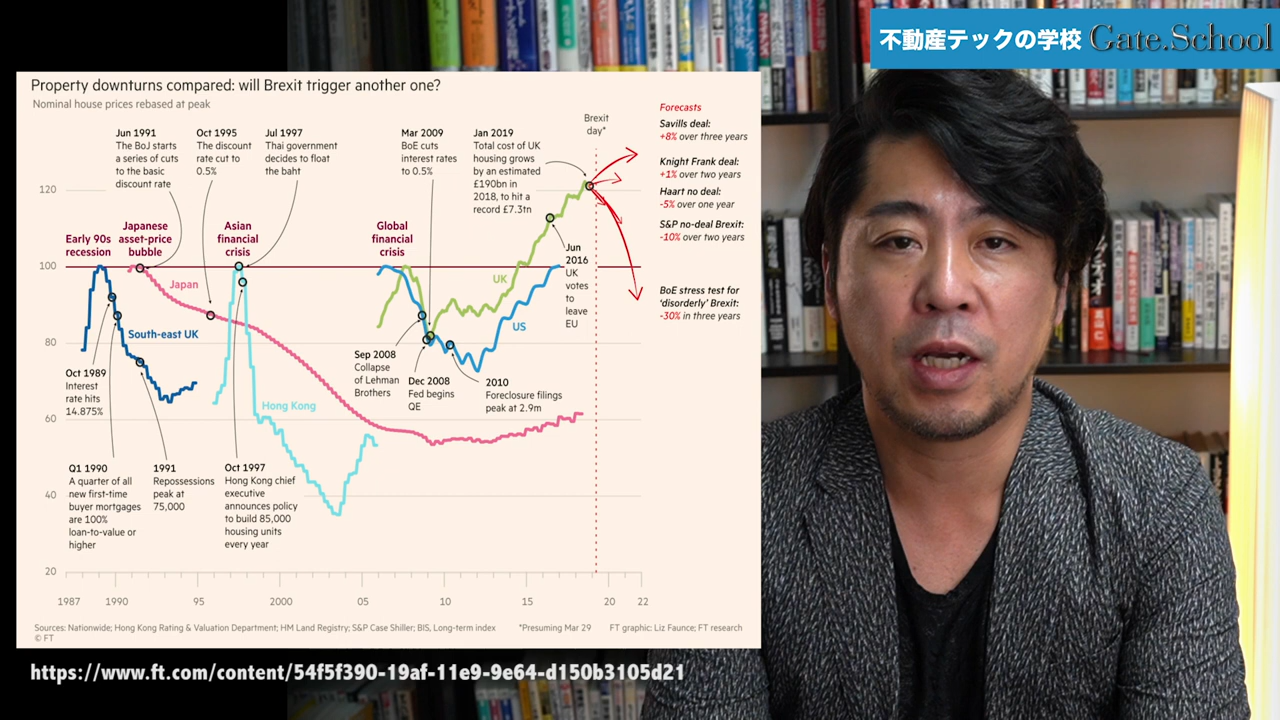 不動産テックの学校 Gate.School
Property downturns compared: will Brexit trigger another one?
Nominal house prices rebased at peak
Jun 1991
The BoJ starts
a series of cuts
to the basic
discount rate
Oct 1995
The discount
rate cut to
0.5%
Jul 1997
Thai government
decides to float
the baht
Mar 2009
BoE cuts
interest rates
to 0.5%
Jan 2019
Total cost of UK
housing grows
by an estimated
£190bn in
2018, to hit a
record £7.3tn
Brexit
day*
Forecasts
Savills deal:
+8% over three years
Knight Frank deal:
+1% over two years
Haart no deal:
-5% over one year
S&P no-deal Brexit:
-10% over two years
BoE stress test for
‘disorderly’ Brexit:
-30% in three years
120
100
80
60
40
20
Early 90s
recession
Japanese
asset-price
bubble
Asian
financial
crisis
Global
financial
crisis
Japan
South-east UK
Hong Kong
UK
US
Jun
2016
UK
votes
to
leave
EU
Oct 1989
Interest
rate hits
14.875%
Sep 2008
Collapse
of Lehman
Brothers
Dec 2008
Fed begins
QE
2010
Foreclosure filings
peak at 2.9m
Q1 1990
A quarter of all
new first-time
buyer mortgages
are 100%
loan-to-value or
higher
1991
Repossessions
peak at
75,000
Oct 1997
Hong Kong chief
executive
announces policy
to build 85,000
housing units
every year
1987 1990 95 2000 05 10 15 20 22
Sources: Nationwide; Hong Kong Rating & Valuation Department; HM Land Registry; S&P Case Shiller; BIS, Long-term index *Presuming Mar 29 FT graphic: Liz Faunce; FT research
© FT
https://www.ft.com/content/54f5f390-19af-11e9-9e64-d150b3105d21